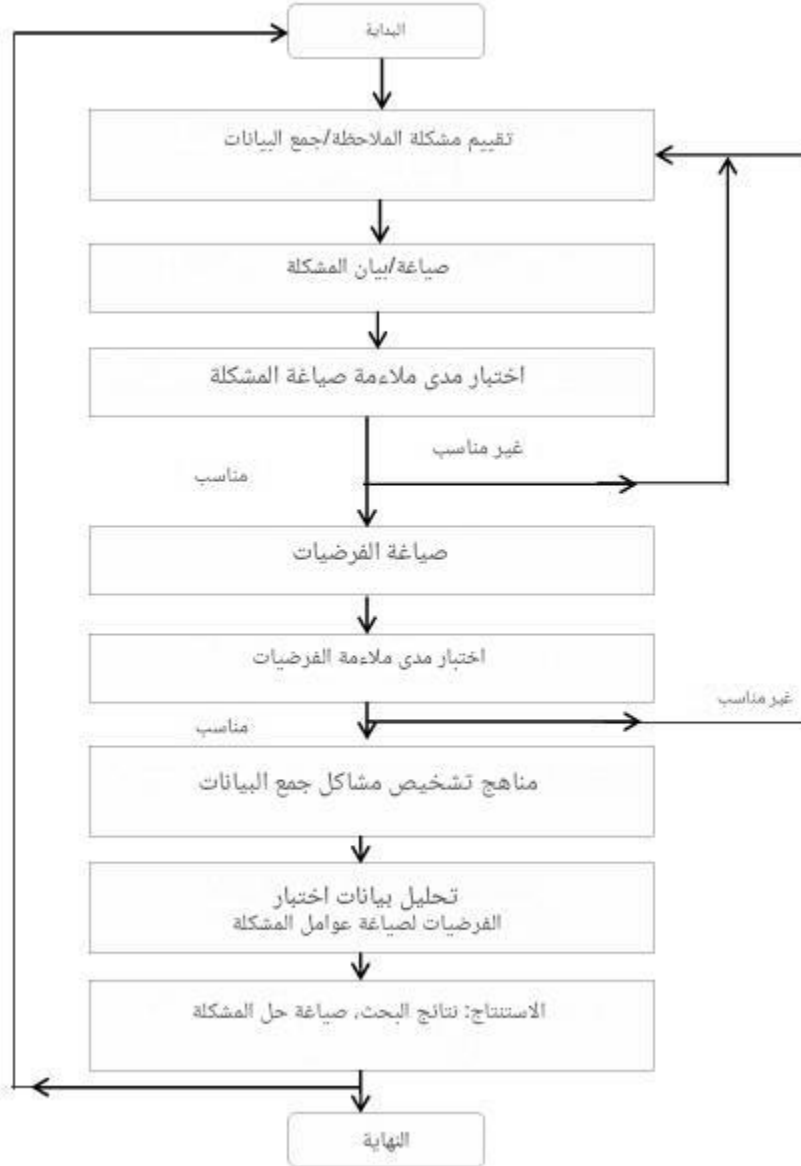 البداية
تقييم مشكلة الملاحظة/جمع البيانات
صياغة/بيان المشكلة
اختبار مدى ملاءمة صياغة المشكلة
غير مناسب
مناسب
صياغة الفرضيات
اختبار مدى ملاءمة الفرضيات
غير مناسب
مناسب
مناهج تشخيص مشاكل جمع البيانات
تحليل بيانات اختبار
الفرضيات لصياغة عوامل المشكلة
الاستنتاج: نتائج البحث، صياغة حل المشكلة
النهاية